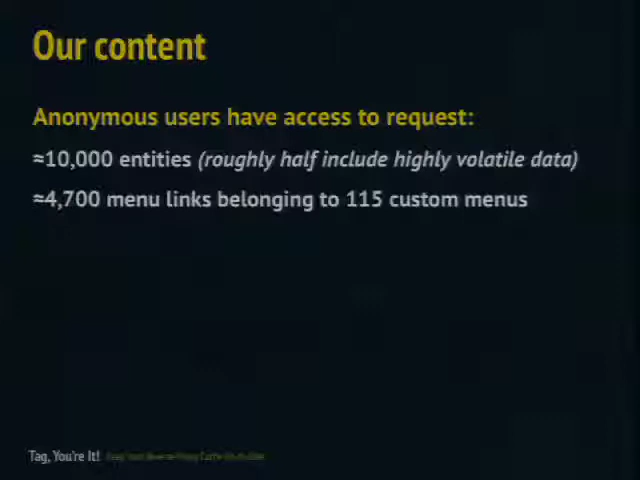 Our content
Anonymous users have access to request:
≈10,000 entities (roughly half include highly volatile data)
≈4,700 menu links belonging to 115 custom menus
Tag, You're It!